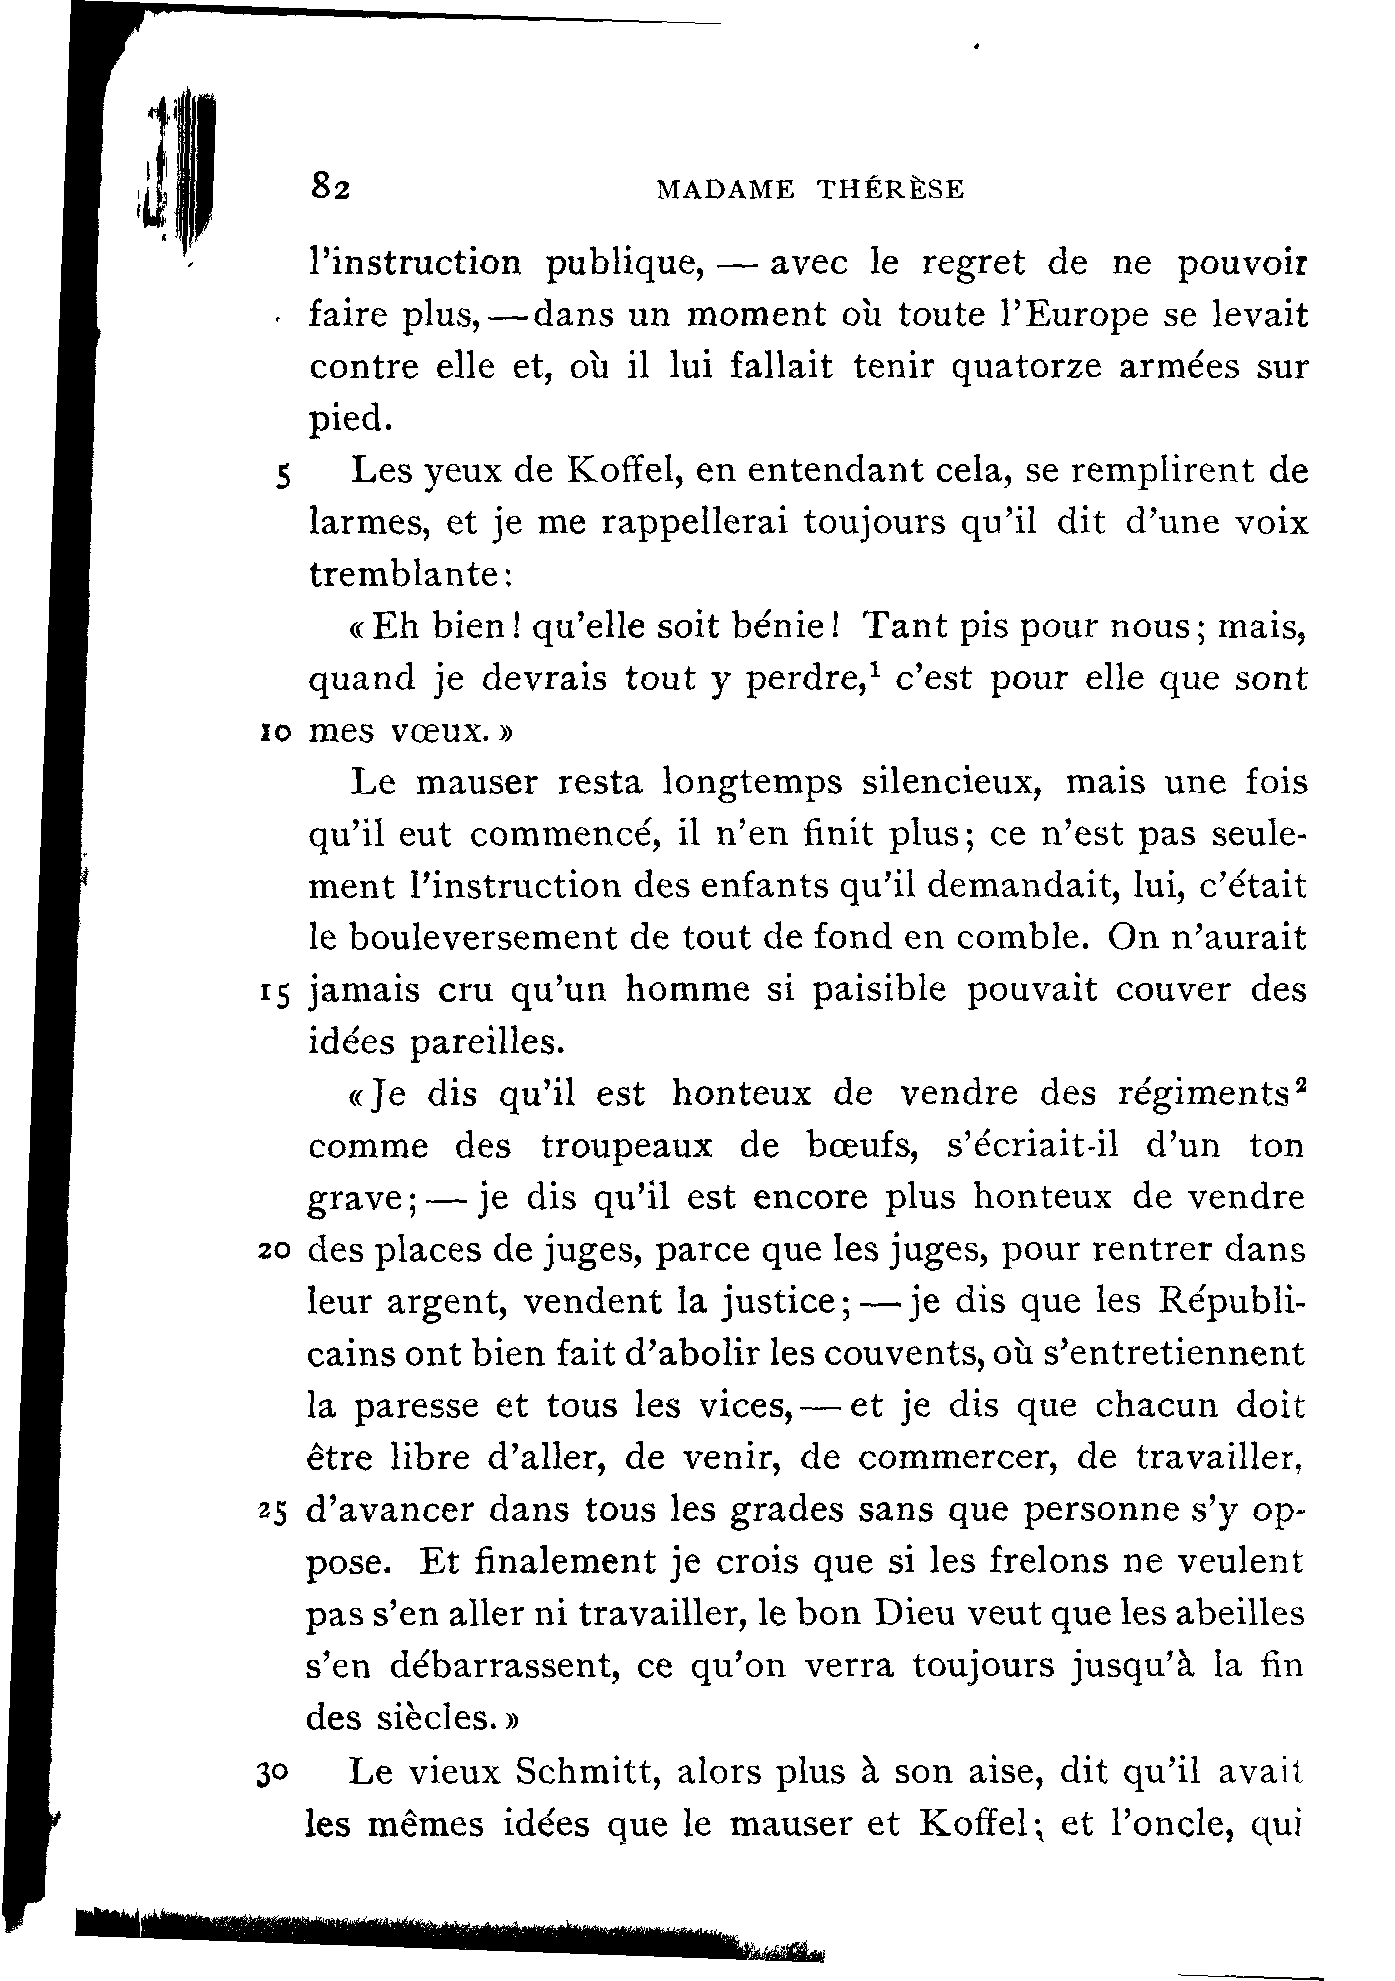 82 MADAME THÉRÈSE
l'instruction publique, — avec le regret de ne pouvoir
faire plus, — dans un moment où toute l'Europe se levait
contre elle et, où il lui fallait tenir quatorze armées sur
pied.
5 Les yeux de Koffel, en entendant cela, se remplirent de
larmes, et je me rappellerai toujours qu'il dit d'une voix
tremblante:
« Eh bien! qu'elle soit bénie! Tant pis pour nous; mais,
quand je devrais tout y perdre,¹ c'est pour elle que sont
10 mes vœux. »
Le mauser resta longtemps silencieux, mais une fois
qu'il eut commencé, il n'en finit plus; ce n'est pas seule-
ment l'instruction des enfants qu'il demandait, lui, c'était
le bouleversement de tout de fond en comble. On n'aurait
15 jamais cru qu'un homme si paisible pouvait couver des
idées pareilles.
« Je dis qu'il est honteux de vendre des régiments²
comme des troupeaux de bœufs, s'écriait-il d'un ton
grave; — je dis qu'il est encore plus honteux de vendre
20 des places de juges, parce que les juges, pour rentrer dans
leur argent, vendent la justice; — je dis que les Républi-
cains ont bien fait d'abolir les couvents, où s'entretiennent
la paresse et tous les vices, — et je dis que chacun doit
être libre d'aller, de venir, de commercer, de travailler,
25 d'avancer dans tous les grades sans que personne s'y op-
pose. Et finalement je crois que si les frelons ne veulent
pas s'en aller ni travailler, le bon Dieu veut que les abeilles
s'en débarrassent, ce qu'on verra toujours jusqu'à la fin
des siècles. »
30 Le vieux Schmitt, alors plus à son aise, dit qu'il avait
les mêmes idées que le mauser et Koffel; et l'oncle, qui